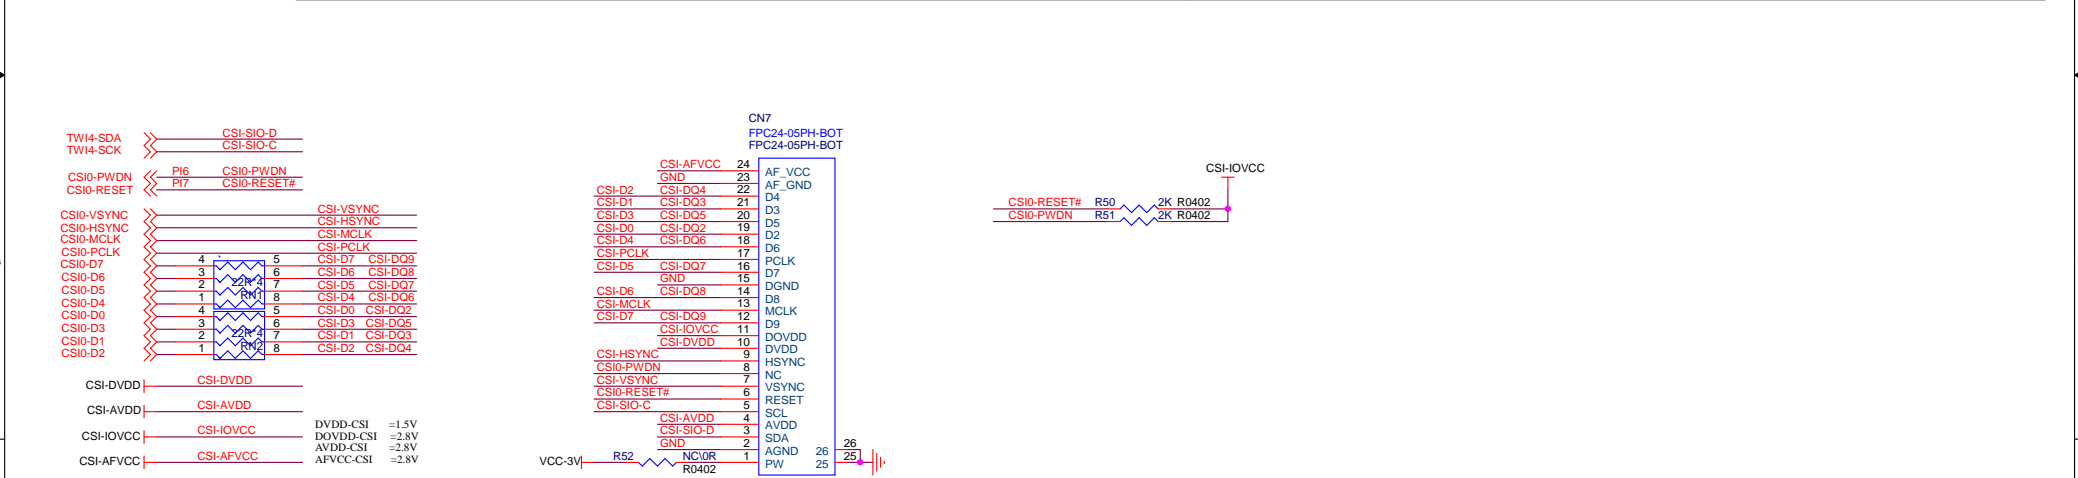 TWI4-SDA CSI-SIO-D
TWI4-SCK CSI-SIO-C
CSI0-PWDN PI6 CSI0-PWDN
CSI0-RESET PI7 CSI0-RESET#
CSI0-VSYNC CSI-VSYNC
CSI0-HSYNC CSI-HSYNC
CSI0-MCLK CSI-MCLK
CSI0-PCLK CSI-PCLK
CSI0-D7 4 5 CSI-D7 CSI-DQ9
CSI0-D6 3 6 CSI-D6 CSI-DQ8
CSI0-D5 2 7 CSI-D5 CSI-DQ7
CSI0-D4 1 8 CSI-D4 CSI-DQ6
22R*4
RN1
CSI0-D0 4 5 CSI-D0 CSI-DQ2
CSI0-D3 3 6 CSI-D3 CSI-DQ5
CSI0-D1 2 7 CSI-D1 CSI-DQ3
CSI0-D2 1 8 CSI-D2 CSI-DQ4
22R*4
RN2
CSI-DVDD CSI-DVDD
CSI-AVDD CSI-AVDD
CSI-IOVCC CSI-IOVCC
CSI-AFVCC CSI-AFVCC
DVDD-CSI =1.5V
DOVDD-CSI =2.8V
AVDD-CSI =2.8V
AFVCC-CSI =2.8V
CN7
FPC24-05PH-BOT
FPC24-05PH-BOT
CSI-AFVCC 24 AF_VCC
GND 23 AF_GND
CSI-D2 CSI-DQ4 22 D4
CSI-D1 CSI-DQ3 21 D3
CSI-D3 CSI-DQ5 20 D5
CSI-D0 CSI-DQ2 19 D2
CSI-D4 CSI-DQ6 18 D6
CSI-PCLK 17 PCLK
CSI-D5 CSI-DQ7 16 D7
GND 15 DGND
CSI-D6 CSI-DQ8 14 D8
CSI-MCLK 13 MCLK
CSI-D7 CSI-DQ9 12 D9
CSI-IOVCC 11 DOVDD
CSI-DVDD 10 DVDD
CSI-HSYNC 9 HSYNC
CSI0-PWDN 8 NC
CSI-VSYNC 7 VSYNC
CSI0-RESET# 6 RESET
CSI-SIO-C 5 SCL
CSI-AVDD 4 AVDD
CSI-SIO-D 3 SDA
GND 2 AGND 26 26
VCC-3V R52 NC\0R 1 PW 25 25
R0402
CSI-IOVCC
CSI0-RESET# R50 2K R0402
CSI0-PWDN R51 2K R0402